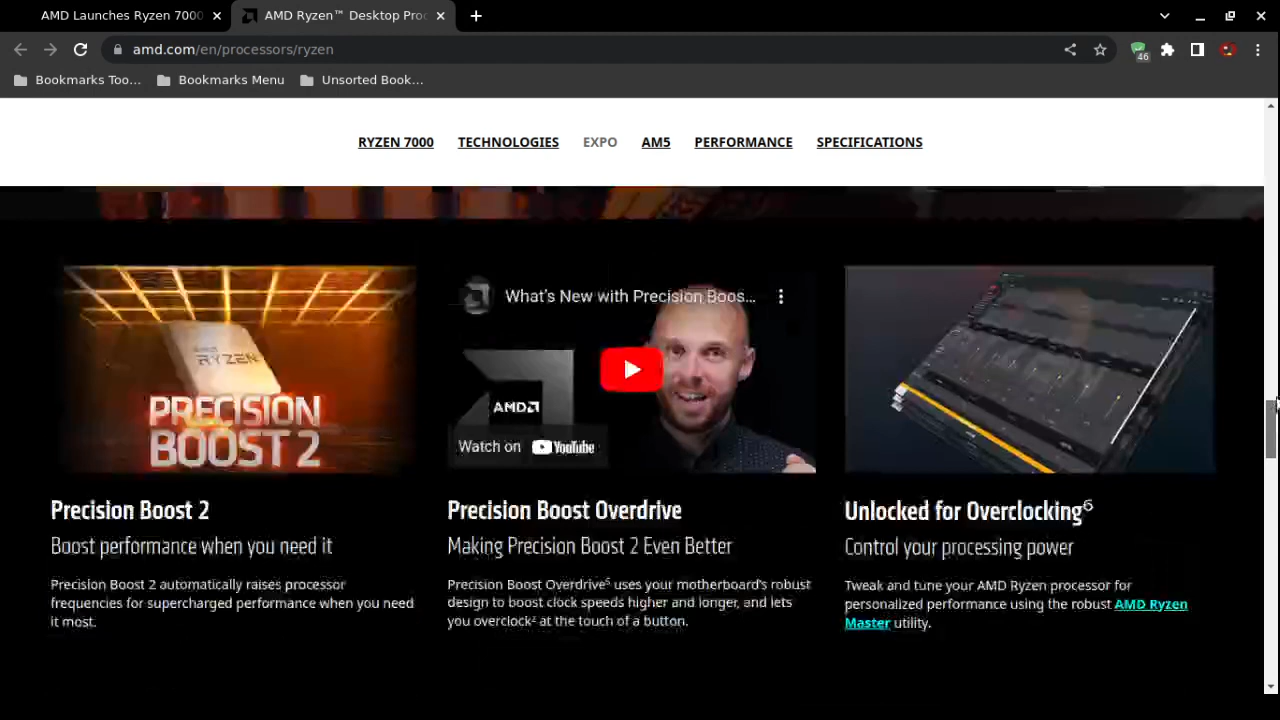 AMD Launches Ryzen 7000
AMD Ryzen™ Desktop Proc
amd.com/en/processors/ryzen
46
Bookmarks Too...
Bookmarks Menu
Unsorted Book...
RYZEN 7000
TECHNOLOGIES
EXPO
AM5
PERFORMANCE
SPECIFICATIONS
RYZEN
PRECISION
BOOST 2
What's New with Precision Boos...
AMD
Watch on YouTube
Precision Boost 2
Boost performance when you need it
Precision Boost 2 automatically raises processor
frequencies for supercharged performance when you need
it most.
Precision Boost Overdrive
Making Precision Boost 2 Even Better
Precision Boost Overdrive⁵ uses your motherboard's robust
design to boost clock speeds higher and longer, and lets
you overclock² at the touch of a button.
Unlocked for Overclocking⁶
Control your processing power
Tweak and tune your AMD Ryzen processor for
personalized performance using the robust AMD Ryzen
Master utility.